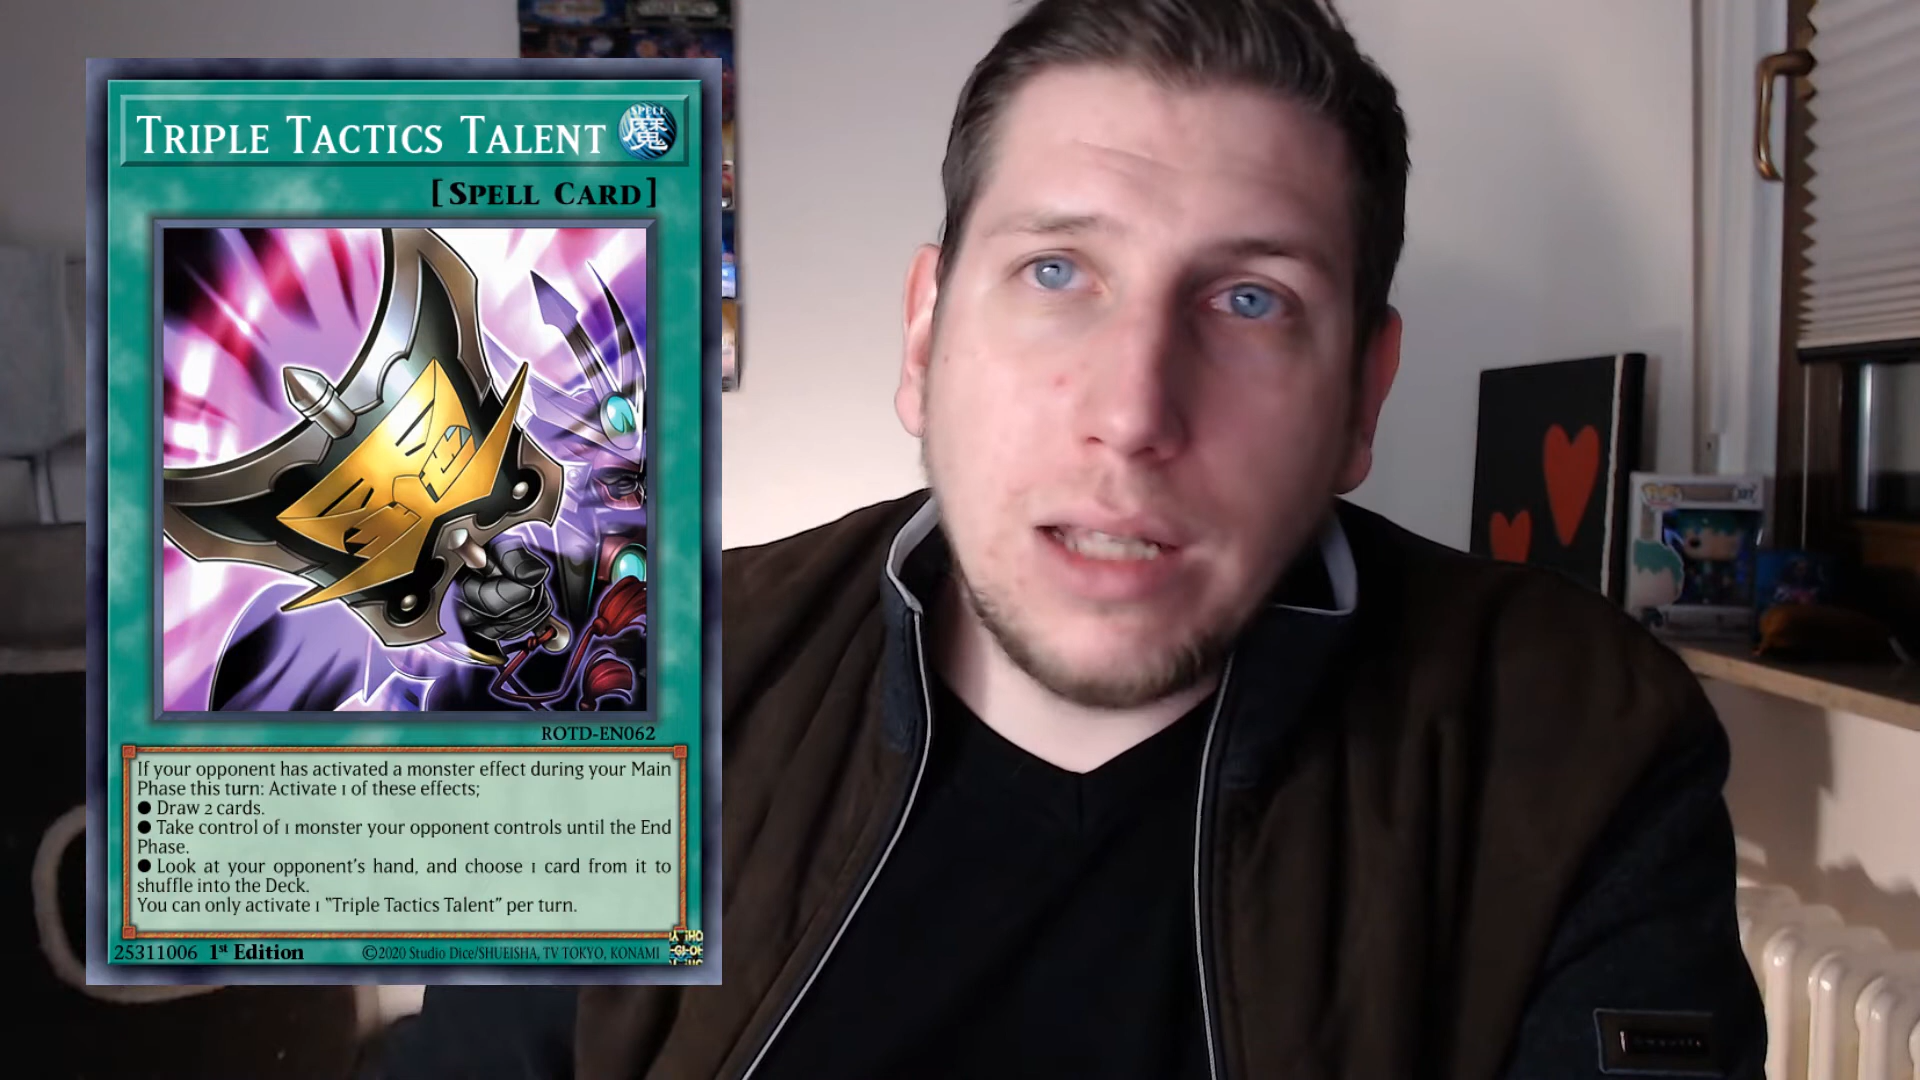 TRIPLE TACTICS TALENT
SPELL
魔
[SPELL CARD]
ROTD-EN062
If your opponent has activated a monster effect during your Main
Phase this turn: Activate 1 of these effects;
● Draw 2 cards.
● Take control of 1 monster your opponent controls until the End
Phase.
● Look at your opponent's hand, and choose 1 card from it to
shuffle into the Deck.
You can only activate 1 "Triple Tactics Talent" per turn.
25311006 1st Edition ©2020 Studio Dice/SHUEISHA, TV TOKYO, KONAMI